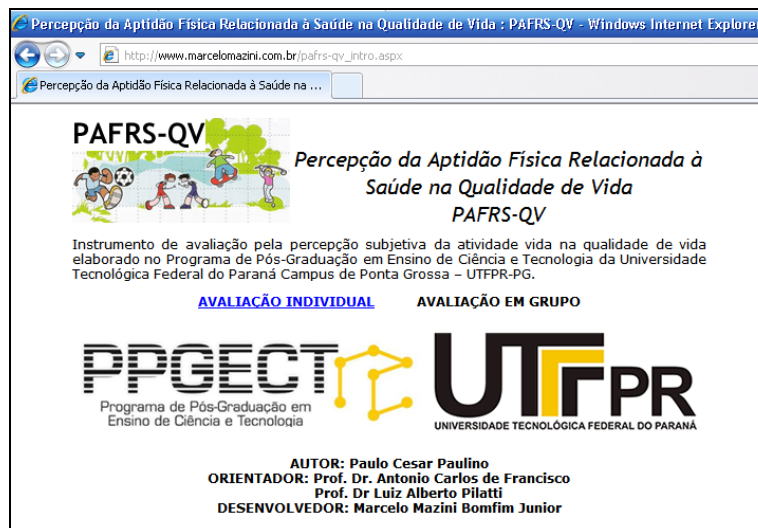 Percepção da Aptidão Física Relacionada à Saúde na Qualidade de Vida : PAFRS-QV - Windows Internet Explorer
http://www.marcelomazini.com.br/pafrs-qv_intro.aspx
Percepção da Aptidão Física Relacionada à Saúde na ...
PAFRS-QV
Percepção da Aptidão Física Relacionada à
Saúde na Qualidade de Vida
PAFRS-QV
Instrumento de avaliação pela percepção subjetiva da atividade vida na qualidade de vida
elaborado no Programa de Pós-Graduação em Ensino de Ciência e Tecnologia da Universidade
Tecnológica Federal do Paraná Campus de Ponta Grossa – UTFPR-PG.
AVALIAÇÃO INDIVIDUAL AVALIAÇÃO EM GRUPO
PPGECT
Programa de Pós-Graduação em
Ensino de Ciência e Tecnologia
UTFPR
UNIVERSIDADE TECNOLÓGICA FEDERAL DO PARANÁ
AUTOR: Paulo Cesar Paulino
ORIENTADOR: Prof. Dr. Antonio Carlos de Francisco
Prof. Dr Luiz Alberto Pilatti
DESENVOLVEDOR: Marcelo Mazini Bomfim Junior